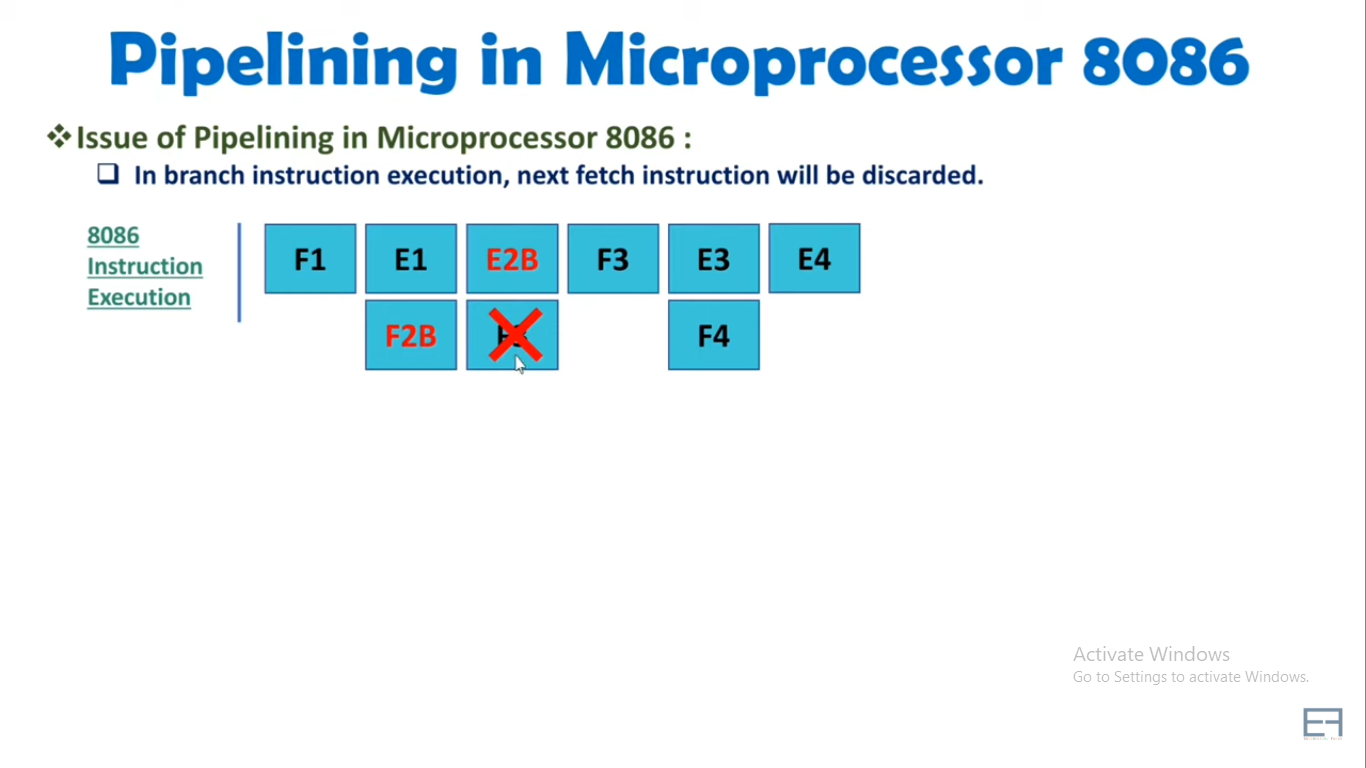 Pipelining in Microprocessor 8086
Issue of Pipelining in Microprocessor 8086 :
In branch instruction execution, next fetch instruction will be discarded.
8086
Instruction
Execution
F1 E1 E2B F3 E3 E4
F2B F4
Activate Windows
Go to Settings to activate Windows.